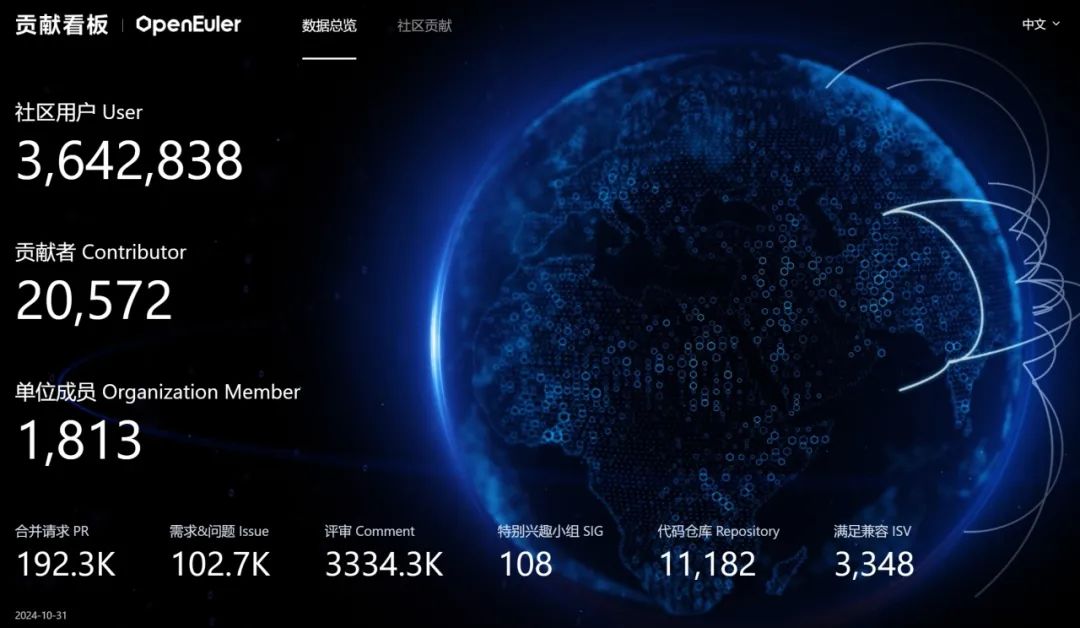 贡献看板 | OpenEuler 数据总览 社区贡献 中文
社区用户 User
3,642,838
贡献者 Contributor
20,572
单位成员 Organization Member
1,813
合并请求 PR 需求&问题 Issue 评审 Comment 特别兴趣小组 SIG 代码仓库 Repository 满足兼容 ISV
192.3K 102.7K 3334.3K 108 11,182 3,348
2024-10-31